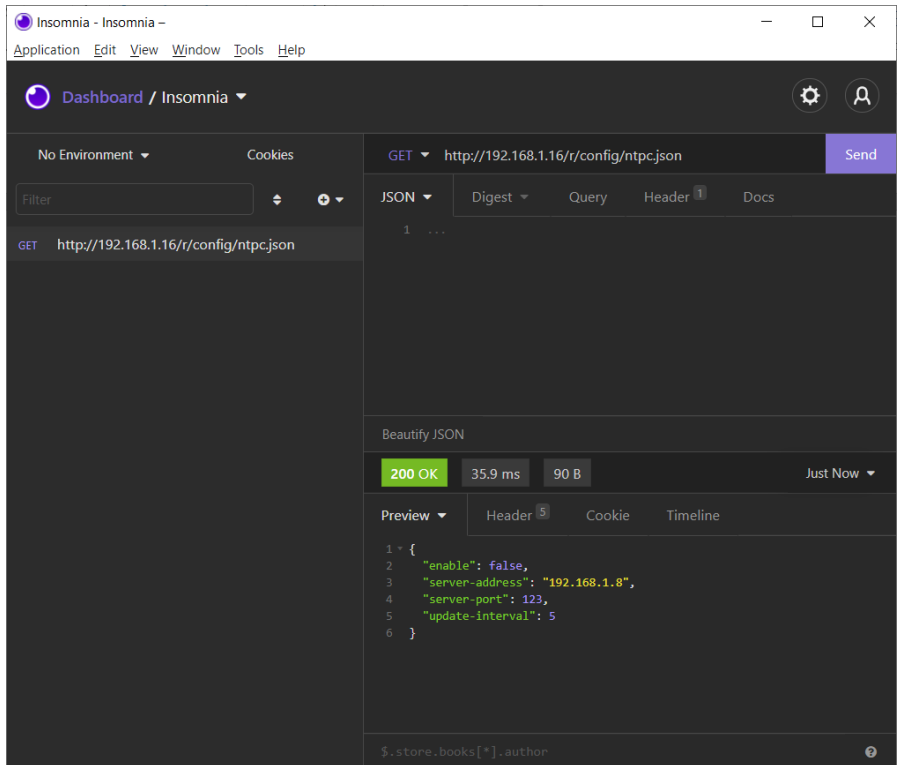 Insomnia - Insomnia –
Application Edit View Window Tools Help
Dashboard / Insomnia
No Environment Cookies
GET http://192.168.1.16/r/config/ntpc.json Send
Filter
JSON Digest Query Header 1 Docs
1 ...
GET http://192.168.1.16/r/config/ntpc.json
Beautify JSON
200 OK 35.9 ms 90 B Just Now
Preview Header 5 Cookie Timeline
1 {
2 "enable": false,
3 "server-address": "192.168.1.8",
4 "server-port": 123,
5 "update-interval": 5
6 }
$.store.books[*].author